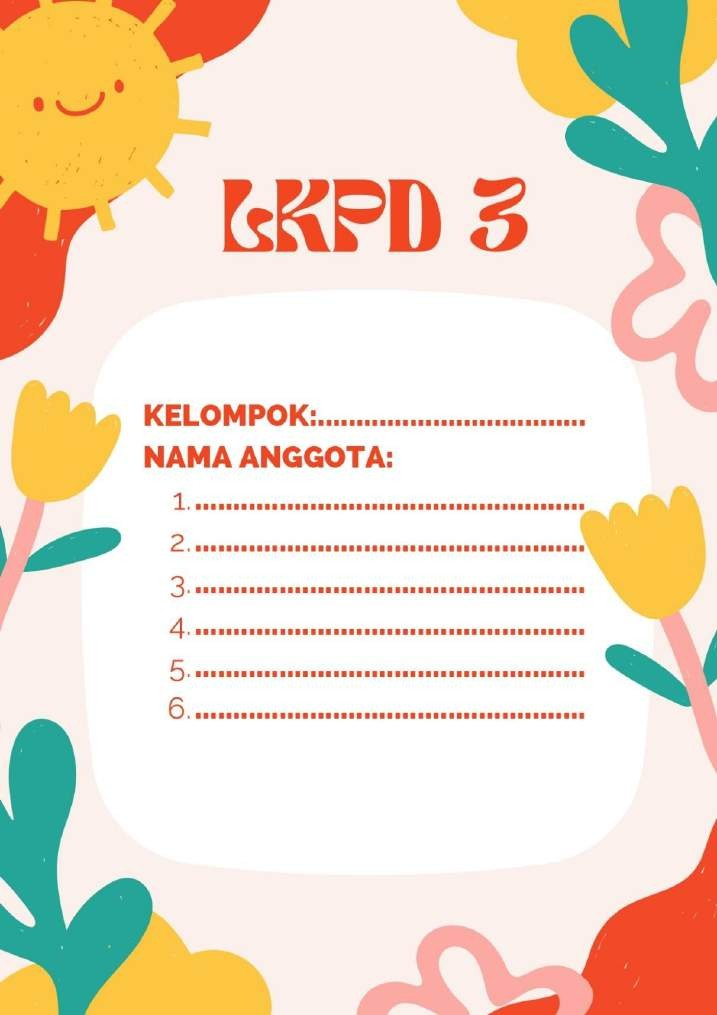 LKPD 3
KELOMPOK:...................................
NAMA ANGGOTA:
1. ...................................................
2. ...................................................
3. ...................................................
4. ...................................................
5. ...................................................
6. ...................................................